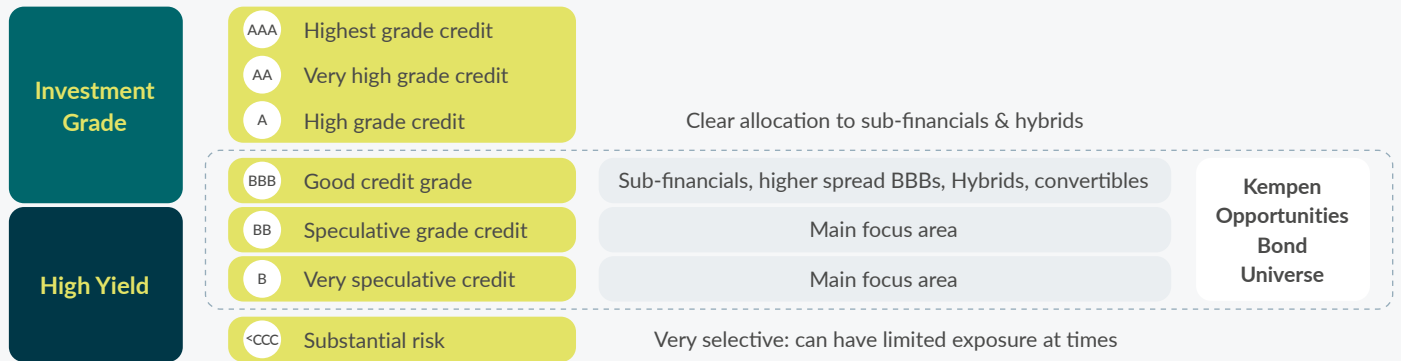 Investment
Grade
AAA Highest grade credit
AA Very high grade credit
A High grade credit
Clear allocation to sub-financials & hybrids
BBB Good credit grade
Sub-financials, higher spread BBBs, Hybrids, convertibles
Kempen
Opportunities
Bond
Universe
High Yield
BB Speculative grade credit
Main focus area
B Very speculative credit
Main focus area
<CCC Substantial risk
Very selective: can have limited exposure at times